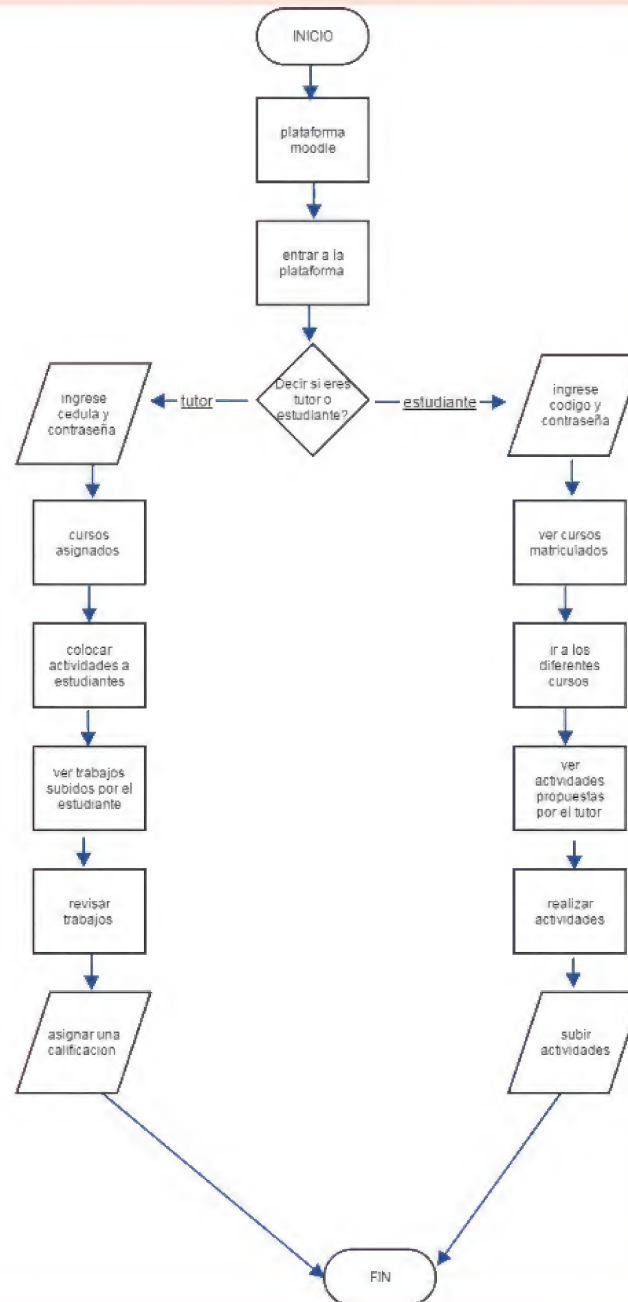 INICIO
plataforma
moodle
entrar a la
plataforma
Decir si eres
tutor o
estudiante?
tutor
estudiante
ingrese
cedula y
contraseña
cursos
asignados
colocar
actividades a
estudiantes
ver trabajos
subidos por el
estudiante
revisar
trabajos
asignar una
calificacion
ingrese
codigo y
contraseña
ver cursos
matriculados
ir a los
diferentes
cursos
ver
actividades
propuestas
por el tutor
realizar
actividades
subir
actividades
FIN